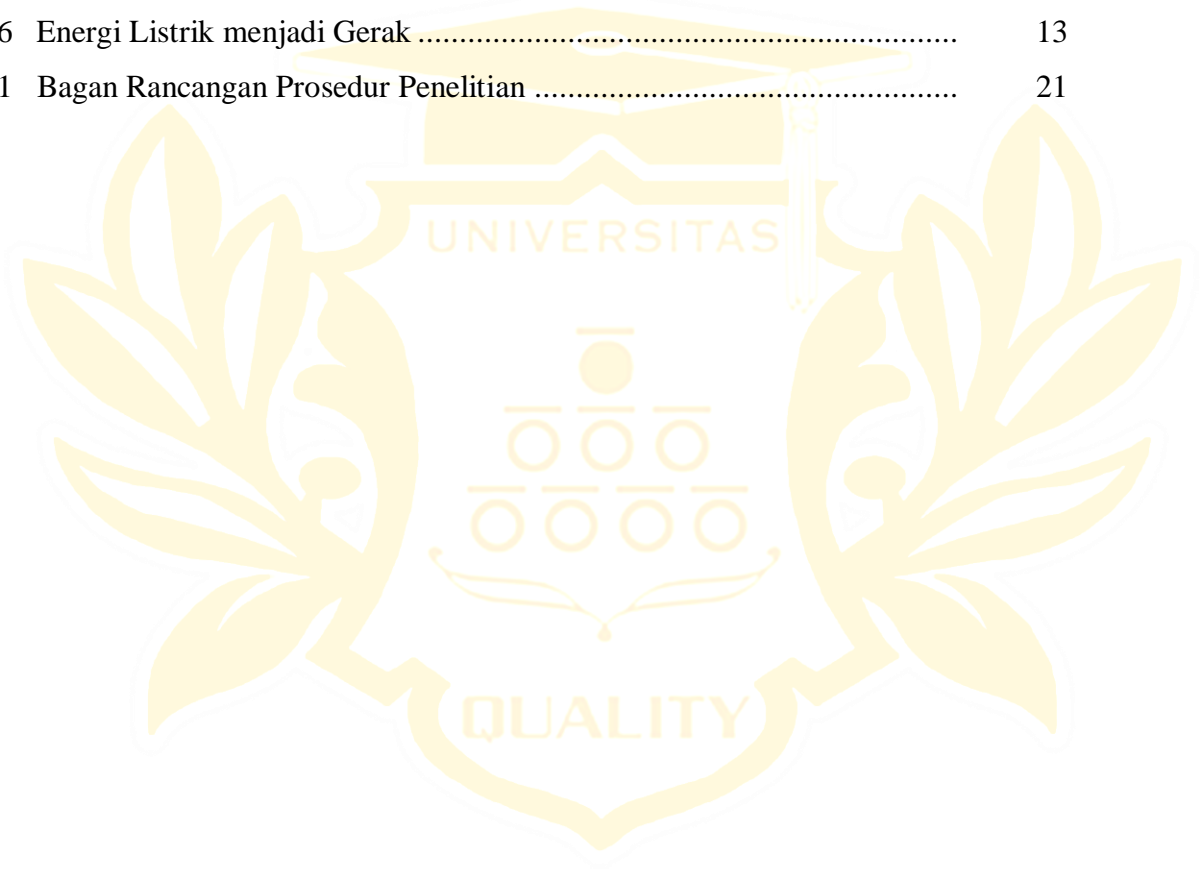 6 Energi Listrik menjadi Gerak ................................................................ 13
1 Bagan Rancangan Prosedur Penelitian .................................................. 21
UNIVERSITAS
QUALITY